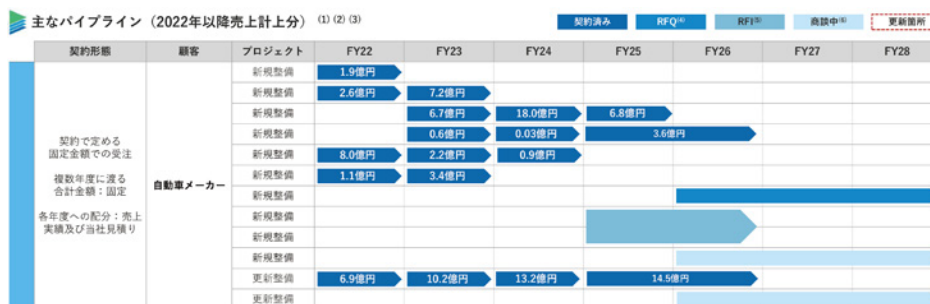 主なパイプライン（2022年以降売上計上分） (1) (2) (3)
契約済み RFQ(4) RFI(5) 商談中(6) 更新箇所
契約形態 顧客 プロジェクト FY22 FY23 FY24 FY25 FY26 FY27 FY28
契約で定める
固定金額での受注
複数年度に渡る
合計金額：固定
各年度への配分：売上
実績及び当社見積り
自動車メーカー
新規整備 1.9億円
新規整備 2.6億円 7.2億円
新規整備 6.7億円 18.0億円 6.8億円
新規整備 0.6億円 0.03億円 3.6億円
新規整備 8.0億円 2.2億円 0.9億円
新規整備 1.1億円 3.4億円
新規整備
新規整備
新規整備
新規整備
更新整備 6.9億円 10.2億円 13.2億円 14.5億円
更新整備